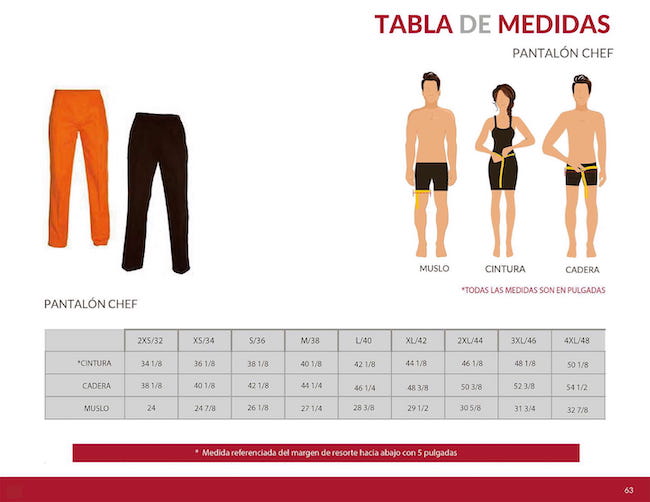 TABLA DE MEDIDAS
PANTALÓN CHEF
MUSLO CINTURA CADERA
*TODAS LAS MEDIDAS SON EN PULGADAS
PANTALÓN CHEF
2XS/32 XS/34 S/36 M/38 L/40 XL/42 2XL/44 3XL/46 4XL/48
*CINTURA 34 1/8 36 1/8 38 1/8 40 1/8 42 1/8 44 1/8 46 1/8 48 1/8 50 1/8
CADERA 38 1/8 40 1/8 42 1/8 44 1/4 46 1/4 48 3/8 50 3/8 52 3/8 54 1/2
MUSLO 24 24 7/8 26 1/8 27 1/4 28 3/8 29 1/2 30 5/8 31 3/4 32 7/8
* Medida referenciada del margen de resorte hacia abajo con 5 pulgadas
63